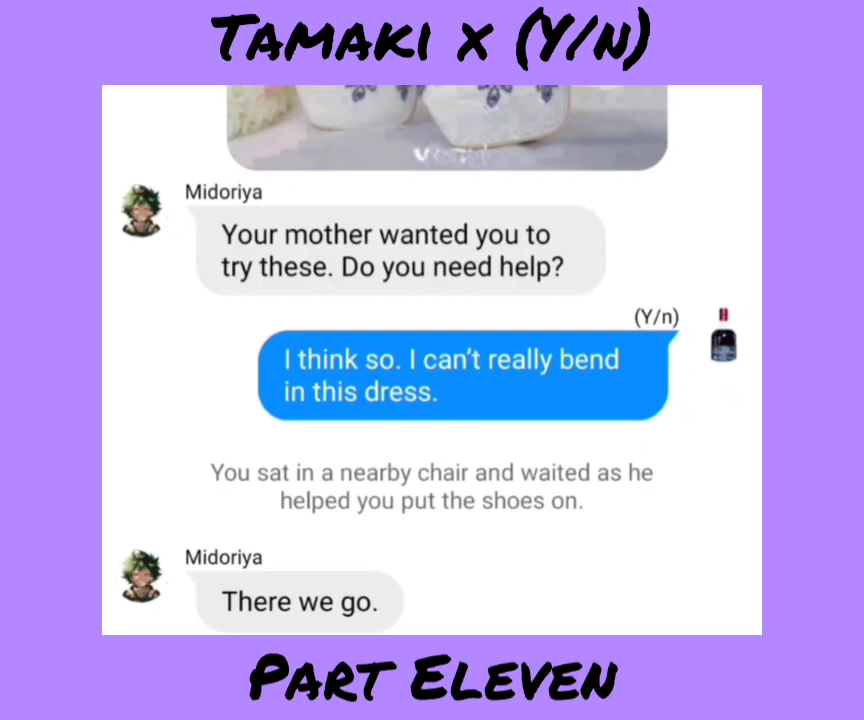 TAMAKI x (Y/N)
Midoriya
Your mother wanted you to
try these. Do you need help?
(Y/n)
I think so. I can't really bend
in this dress.
You sat in a nearby chair and waited as he
helped you put the shoes on.
Midoriya
There we go.
PART ELEVEN